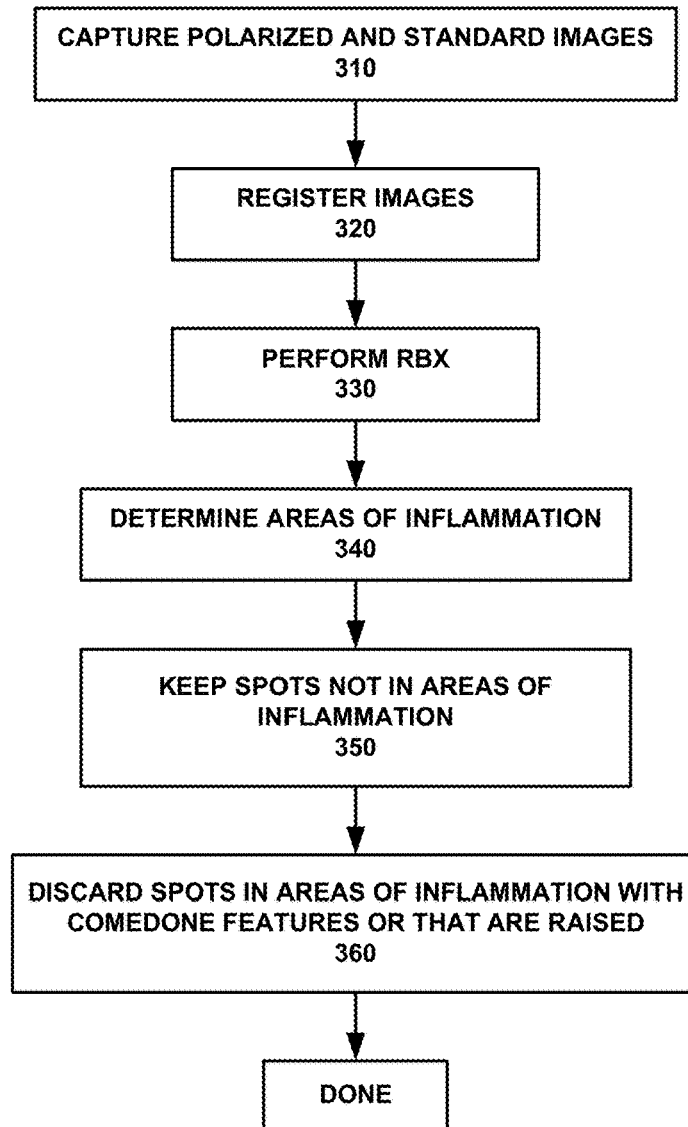 CAPTURE POLARIZED AND STANDARD IMAGES
310
REGISTER IMAGES
320
PERFORM RBX
330
DETERMINE AREAS OF INFLAMMATION
340
KEEP SPOTS NOT IN AREAS OF
INFLAMMATION
350
DISCARD SPOTS IN AREAS OF INFLAMMATION WITH
COMEDONE FEATURES OR THAT ARE RAISED
360
DONE